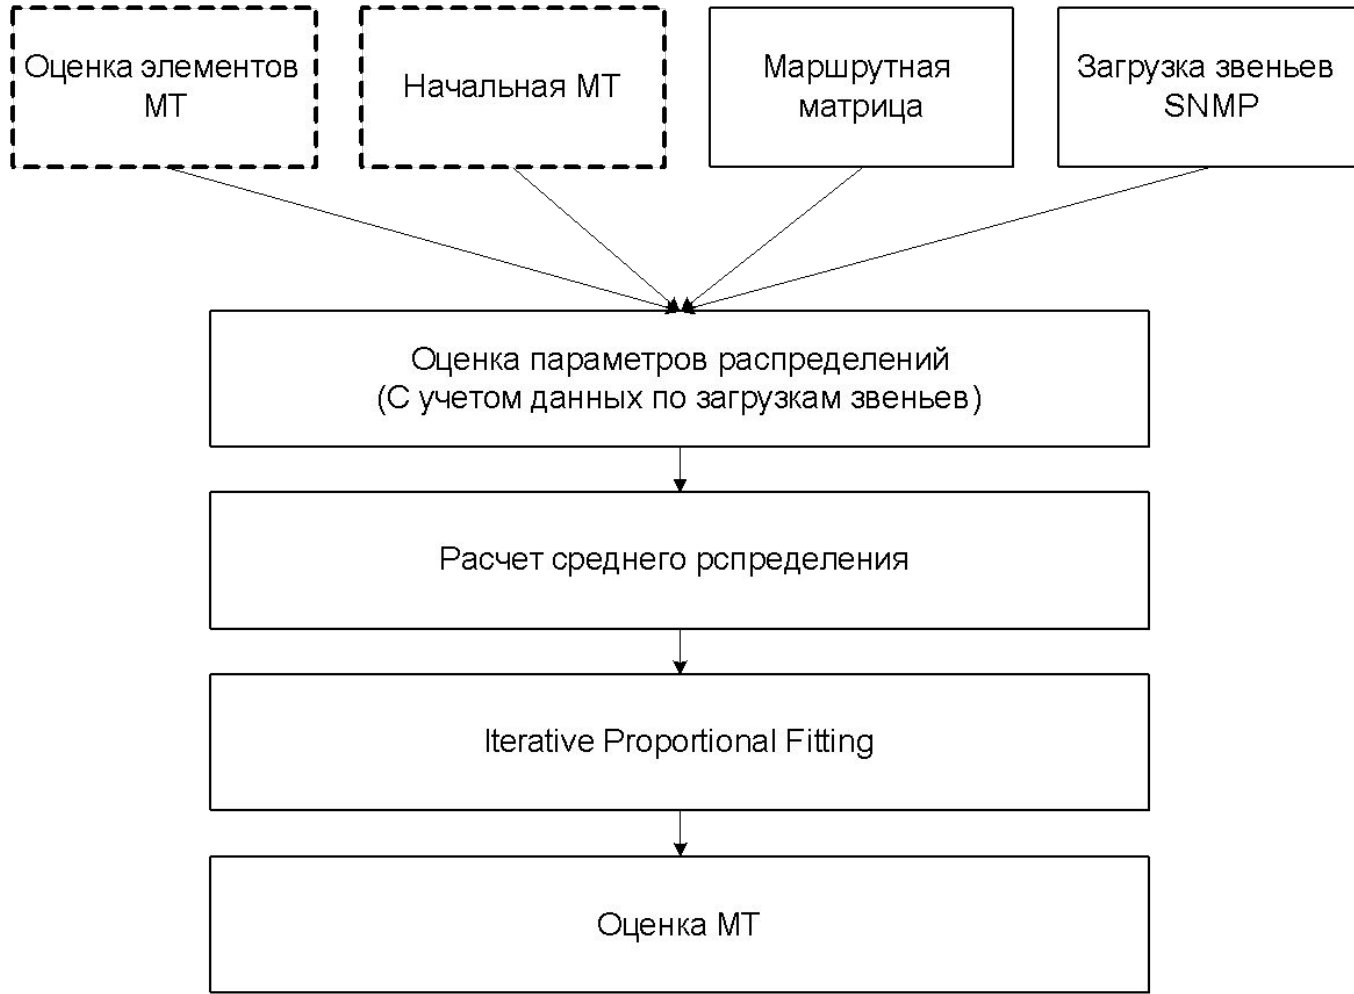 Оценка элементов
МТ
Начальная МТ
Маршрутная
матрица
Загрузка звеньев
SNMP
Оценка параметров распределений
(С учетом данных по загрузкам звеньев)
Расчет среднего рспределения
Iterative Proportional Fitting
Оценка МТ